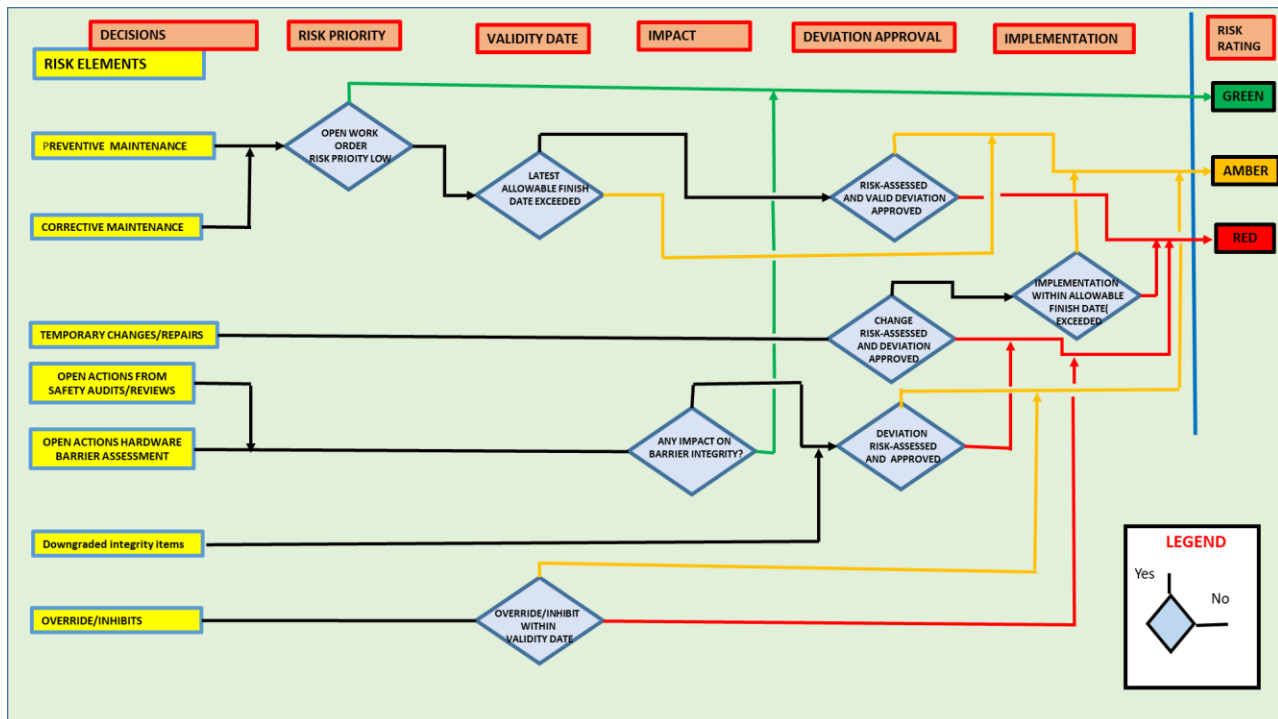 DECISIONS
RISK PRIORITY
VALIDITY DATE
IMPACT
DEVIATION APPROVAL
IMPLEMENTATION
RISK
RATING
RISK ELEMENTS
GREEN
PREVENTIVE MAINTENANCE
OPEN WORK
ORDER
RISK PRIOITY LOW
LATEST
ALLOWABLE FINISH
DATE EXCEEDED
RISK-ASSESSED
AND VALID DEVIATION
APPROVED
AMBER
CORRECTIVE MAINTENANCE
RED
IMPLEMENTATION
WITHIN ALLOWABLE
FINISH DATE(
EXCEEDED
TEMPORARY CHANGES/REPAIRS
CHANGE
RISK-ASSESSED
AND DEVIATION
APPROVED
OPEN ACTIONS FROM
SAFETY AUDITS/REVIEWS
OPEN ACTIONS HARDWARE
BARRIER ASSESSMENT
ANY IMPACT ON
BARRIER INTEGRITY?
DEVIATION
RISK-ASSESSED
AND APPROVED
Downgraded integrity items
OVERRIDE/INHIBITS
OVERRIDE/INHIBIT
WITHIN
VALIDITY DATE
LEGEND
Yes
No